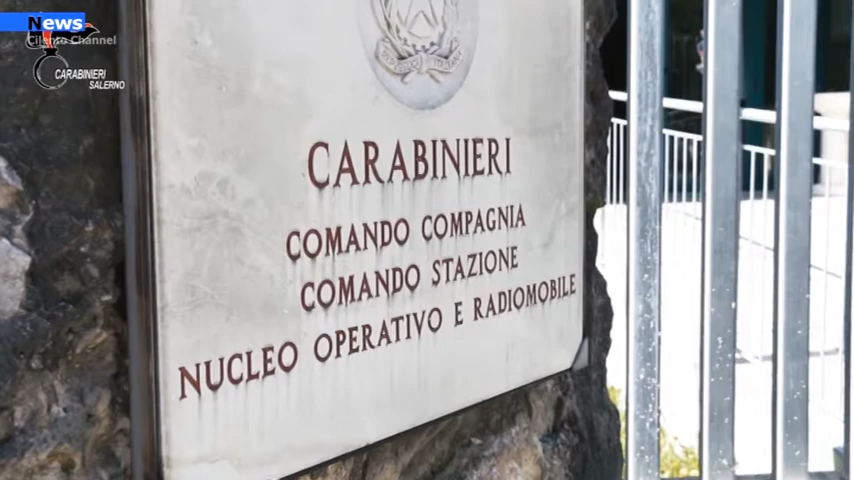 News
Cilento Channel
CARABINIERI
SALERNO
CARABINIERI
COMANDO COMPAGNIA
COMANDO STAZIONE
NUCLEO OPERATIVO E RADIOMOBILE